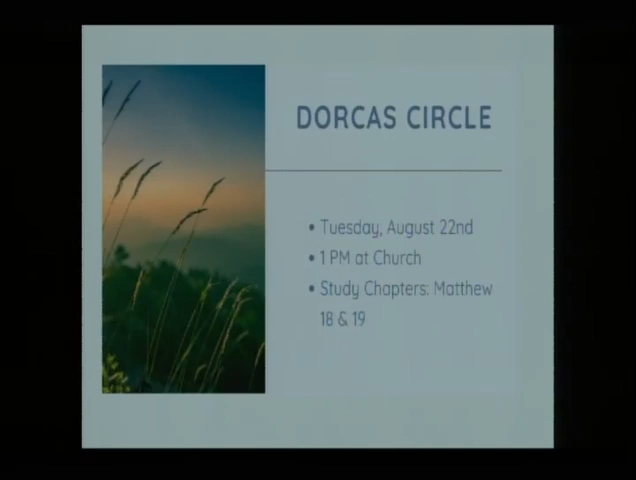 DORCAS CIRCLE
• Tuesday, August 22nd
• 1 PM at Church
• Study Chapters: Matthew
18 & 19